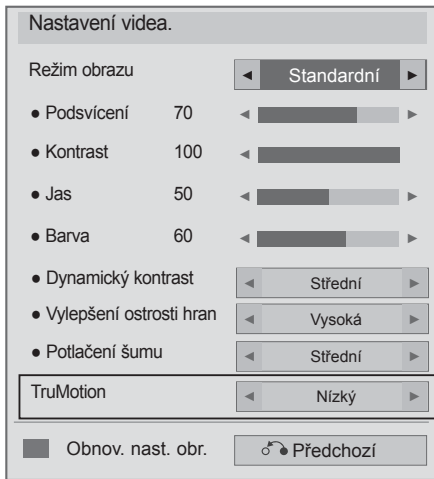 Nastavení videa.
Režim obrazu ◄ Standardní ►
● Podsvícení 70 ◄ ►
● Kontrast 100 ◄
● Jas 50 ◄ ►
● Barva 60 ◄ ►
● Dynamický kontrast ◄ Střední ►
● Vylepšení ostrosti hran ◄ Vysoká ►
● Potlačení šumu ◄ Střední ►
TruMotion ◄ Nízký ►
Obnov. nast. obr. Předchozí